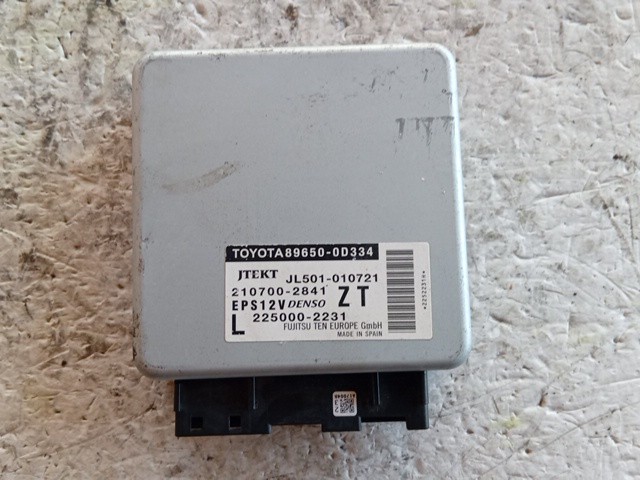 TOYOTA89650-0D334
JTEKT JL501-010721
210700-2841 ZT
EPS12V DENSO
L 225000-2231
FUJITSU TEN EUROPE GmbH
MADE IN SPAIN